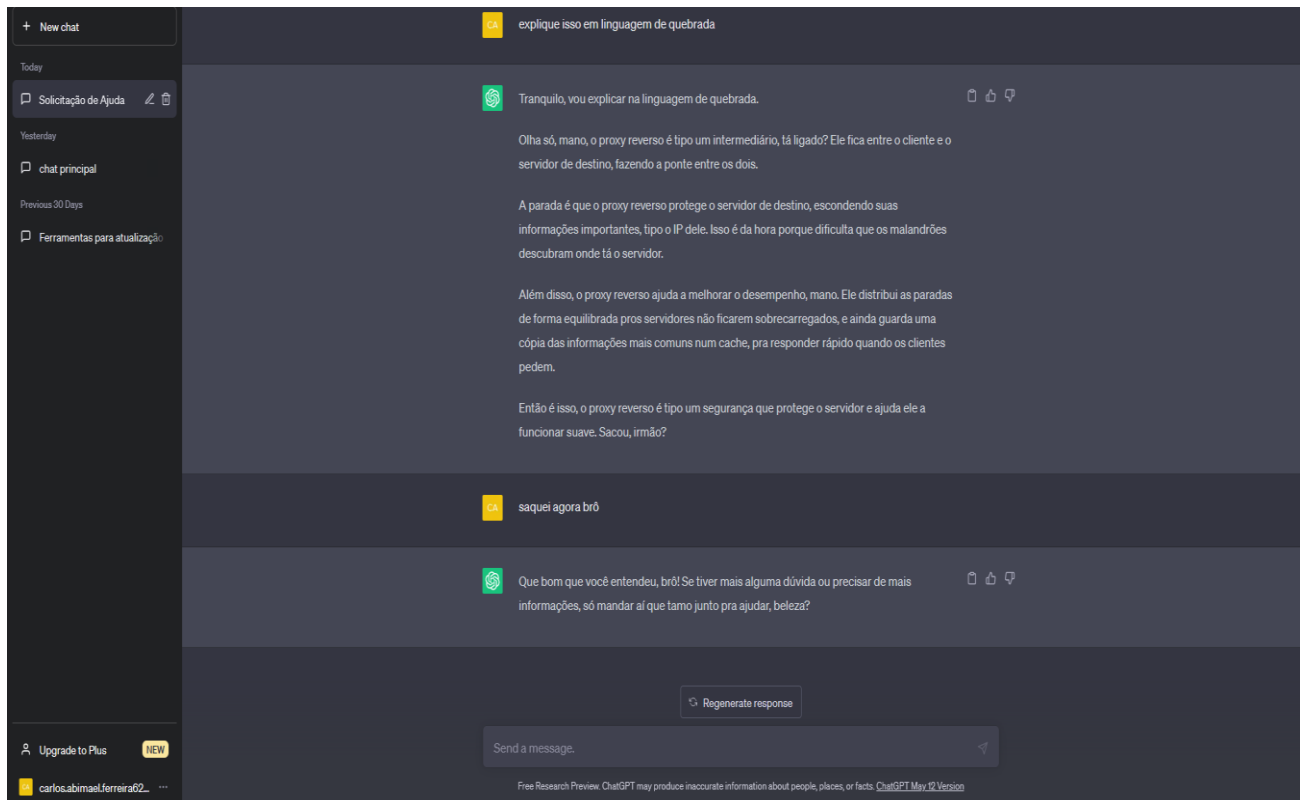 New chat
Today
Solicitação de Ajuda
Yesterday
chat principal
Previous 30 Days
Ferramentas para atualização
Upgrade to Plus
NEW
CA
carlos.abimael.ferreira62...
CA
explique isso em linguagem de quebrada
Tranquilo, vou explicar na linguagem de quebrada.
Olha só, mano, o proxy reverso é tipo um intermediário, tá ligado? Ele fica entre o cliente e o
servidor de destino, fazendo a ponte entre os dois.
A parada é que o proxy reverso protege o servidor de destino, escondendo suas
informações importantes, tipo o IP dele. Isso é da hora porque dificulta que os malandrões
descubram onde tá o servidor.
Além disso, o proxy reverso ajuda a melhorar o desempenho, mano. Ele distribui as paradas
de forma equilibrada pros servidores não ficarem sobrecarregados, e ainda guarda uma
cópia das informações mais comuns num cache, pra responder rápido quando os clientes
pedem.
Então é isso, o proxy reverso é tipo um segurança que protege o servidor e ajuda ele a
funcionar suave. Sacou, irmão?
CA
saquei agora brô
Que bom que você entendeu, brô! Se tiver mais alguma dúvida ou precisar de mais
informações, só mandar aí que tamo junto pra ajudar, beleza?
Regenerate response
Send a message.
Free Research Preview. ChatGPT may produce inaccurate information about people, places, or facts. ChatGPT May 12 Version